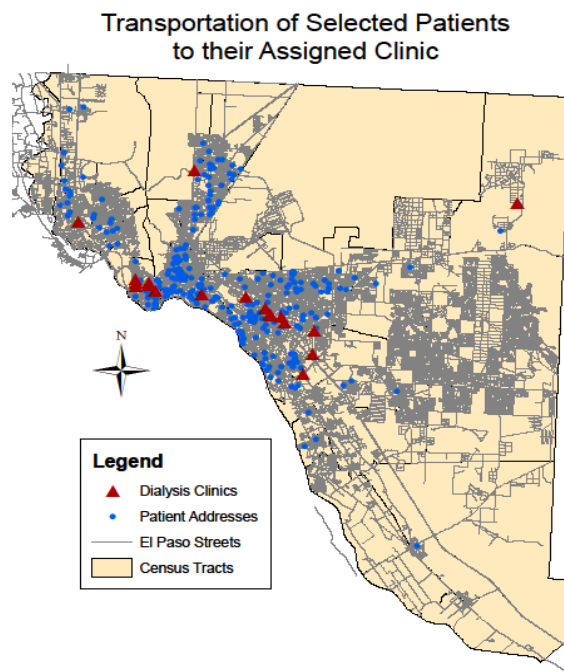 Transportation of Selected Patients
to their Assigned Clinic
N
Legend
Dialysis Clinics
Patient Addresses
El Paso Streets
Census Tracts